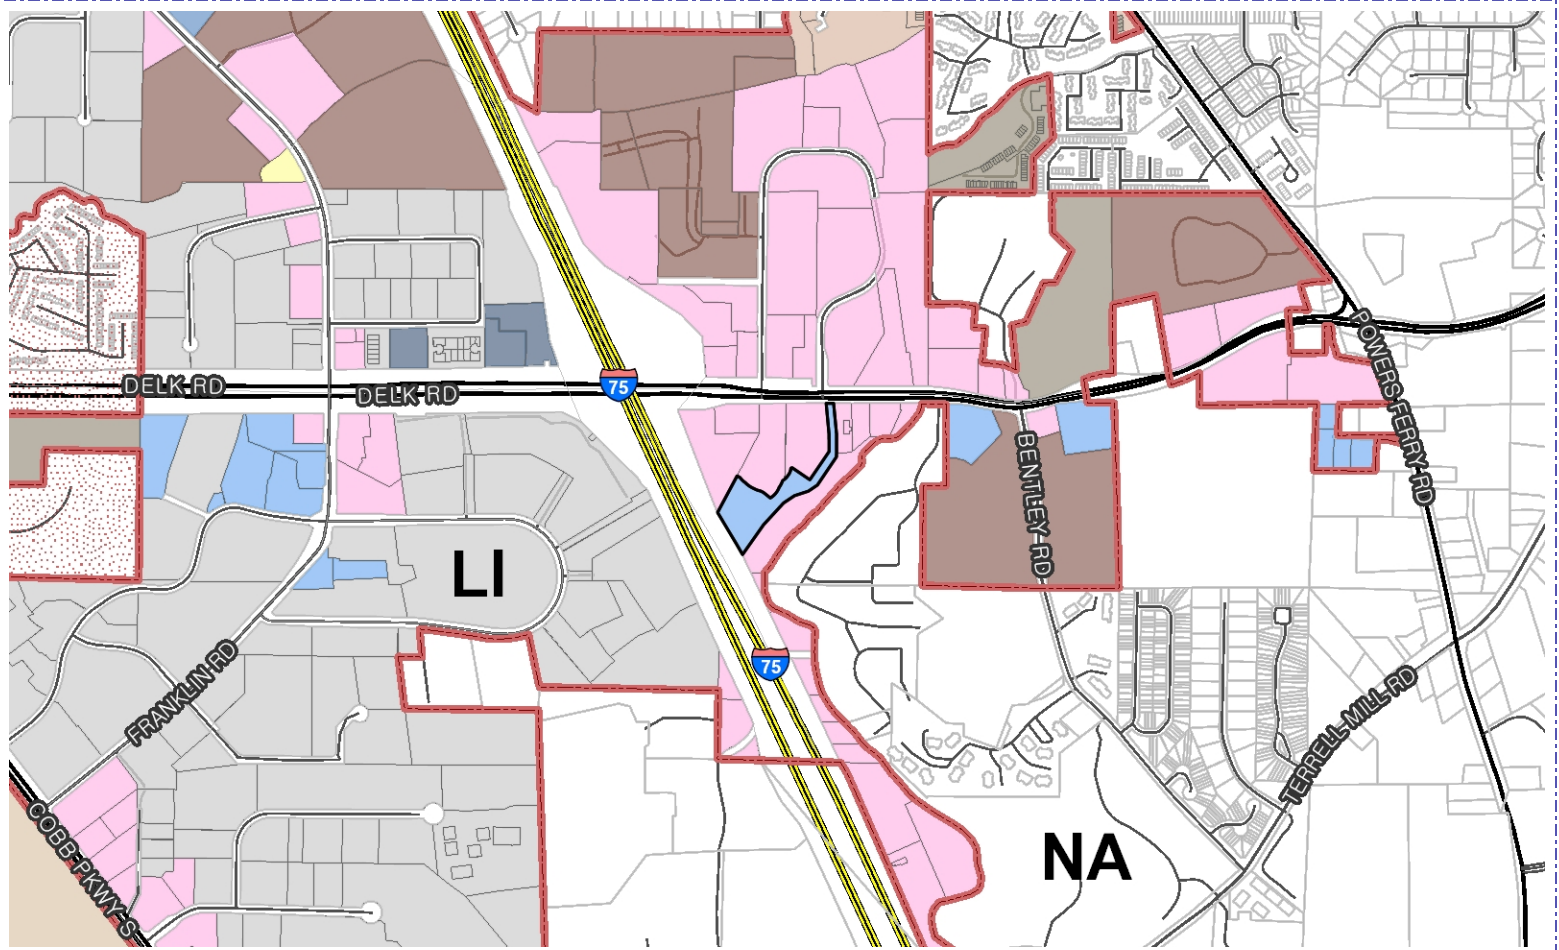 POWERS FERRY RD
DELK RD
DELK RD
75
BENTLEY RD
LI
75
FRANKLIN RD
TERRELL MILL RD
COBB PKWY S
NA